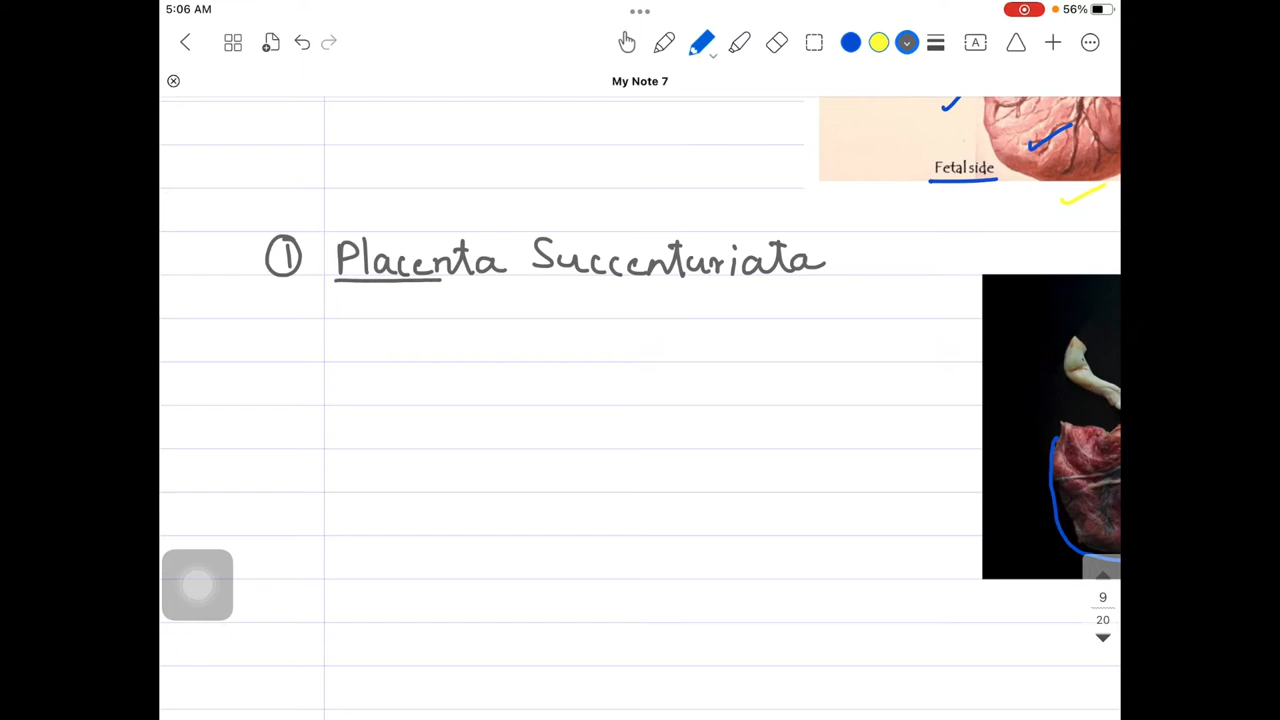 5:06 AM
56%
A
My Note 7
Fetal side
① Placenta Succenturiata
9
20